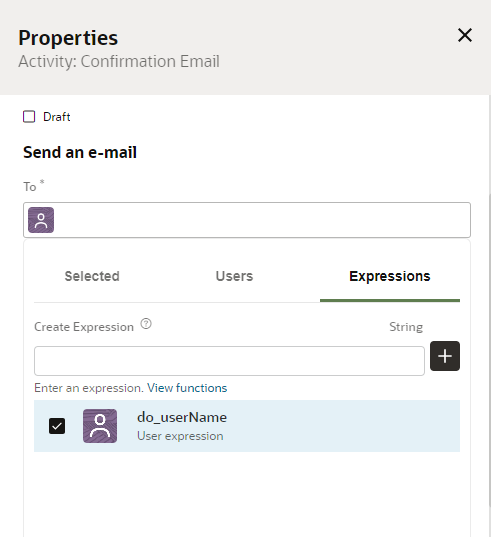 Properties
Activity: Confirmation Email
Draft
Send an e-mail
To *
Selected Users Expressions
Create Expression ? String
Enter an expression. View functions
do_userName
User expression